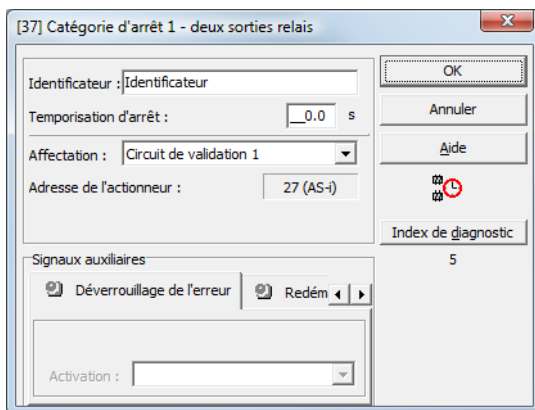 [37] Catégorie d'arrêt 1 - deux sorties relais
Identificateur : Identificateur
Temporisation d'arrêt : __0.0 s
Affectation : Circuit de validation 1
Adresse de l'actionneur : 27 (AS-i)
OK
Annuler
Aide
Index de diagnostic
5
Signaux auxiliaires
Déverrouillage de l'erreur Redém
Activation :